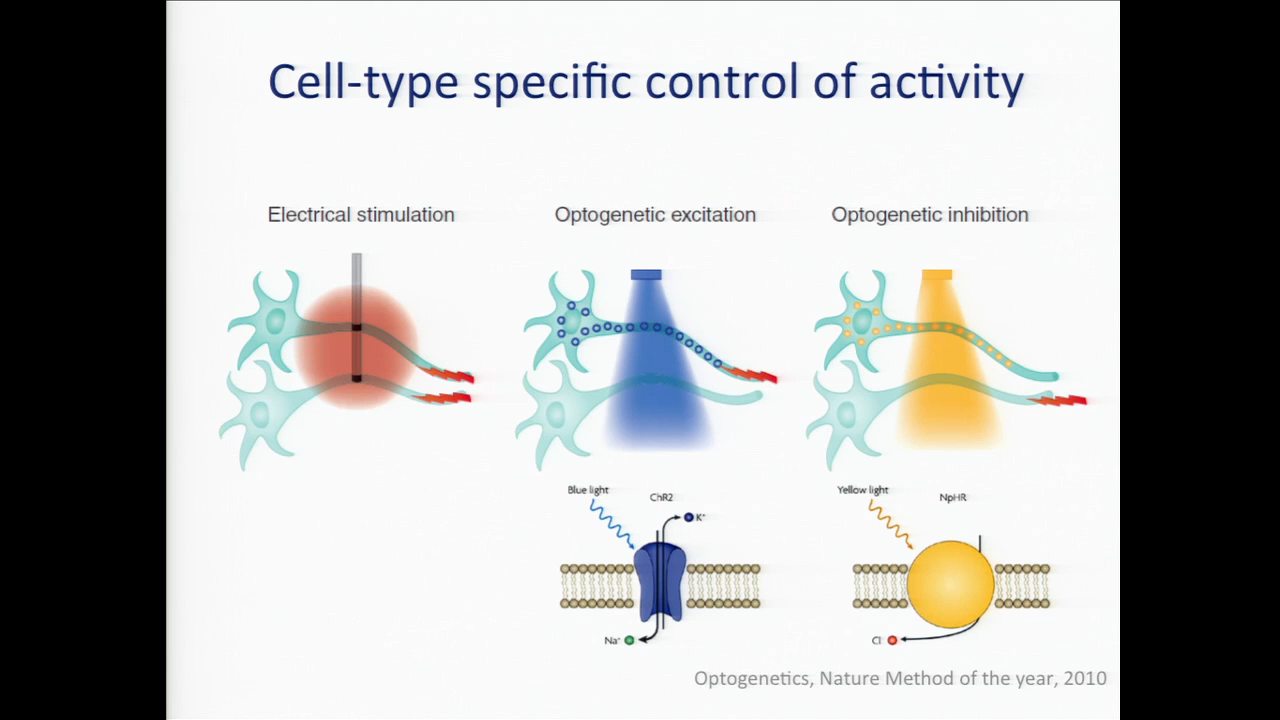 Cell-type specific control of activity
Electrical stimulation
Optogenetic excitation
Optogenetic inhibition
Blue light
ChR2
K⁺
Na⁺
Yellow light
NpHR
Cl⁻
Optogenetics, Nature Method of the year, 2010